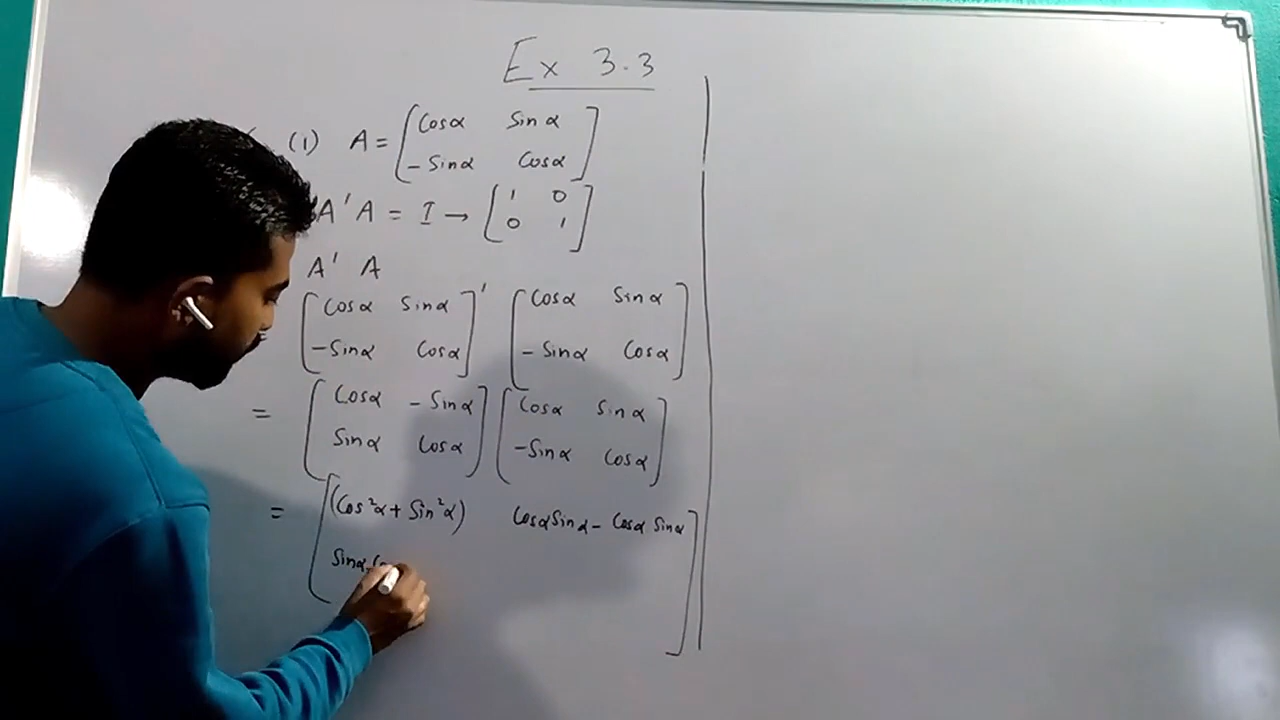 Ex 3.3
(1) A = [ Cosα Sinα
- Sinα Cosα ]
A'A = I → [ 1 0
0 1 ]
A' A
[ Cosα Sinα ]' [ Cosα Sinα
-Sinα Cosα ] - Sinα Cosα ]
= [ Cosα - Sinα ] [ Cosα Sinα
Sinα Cosα ] -Sinα Cosα ]
= [ (Cos²α + Sin²α) CosαSinα - Cosα Sinα ]
Sinα